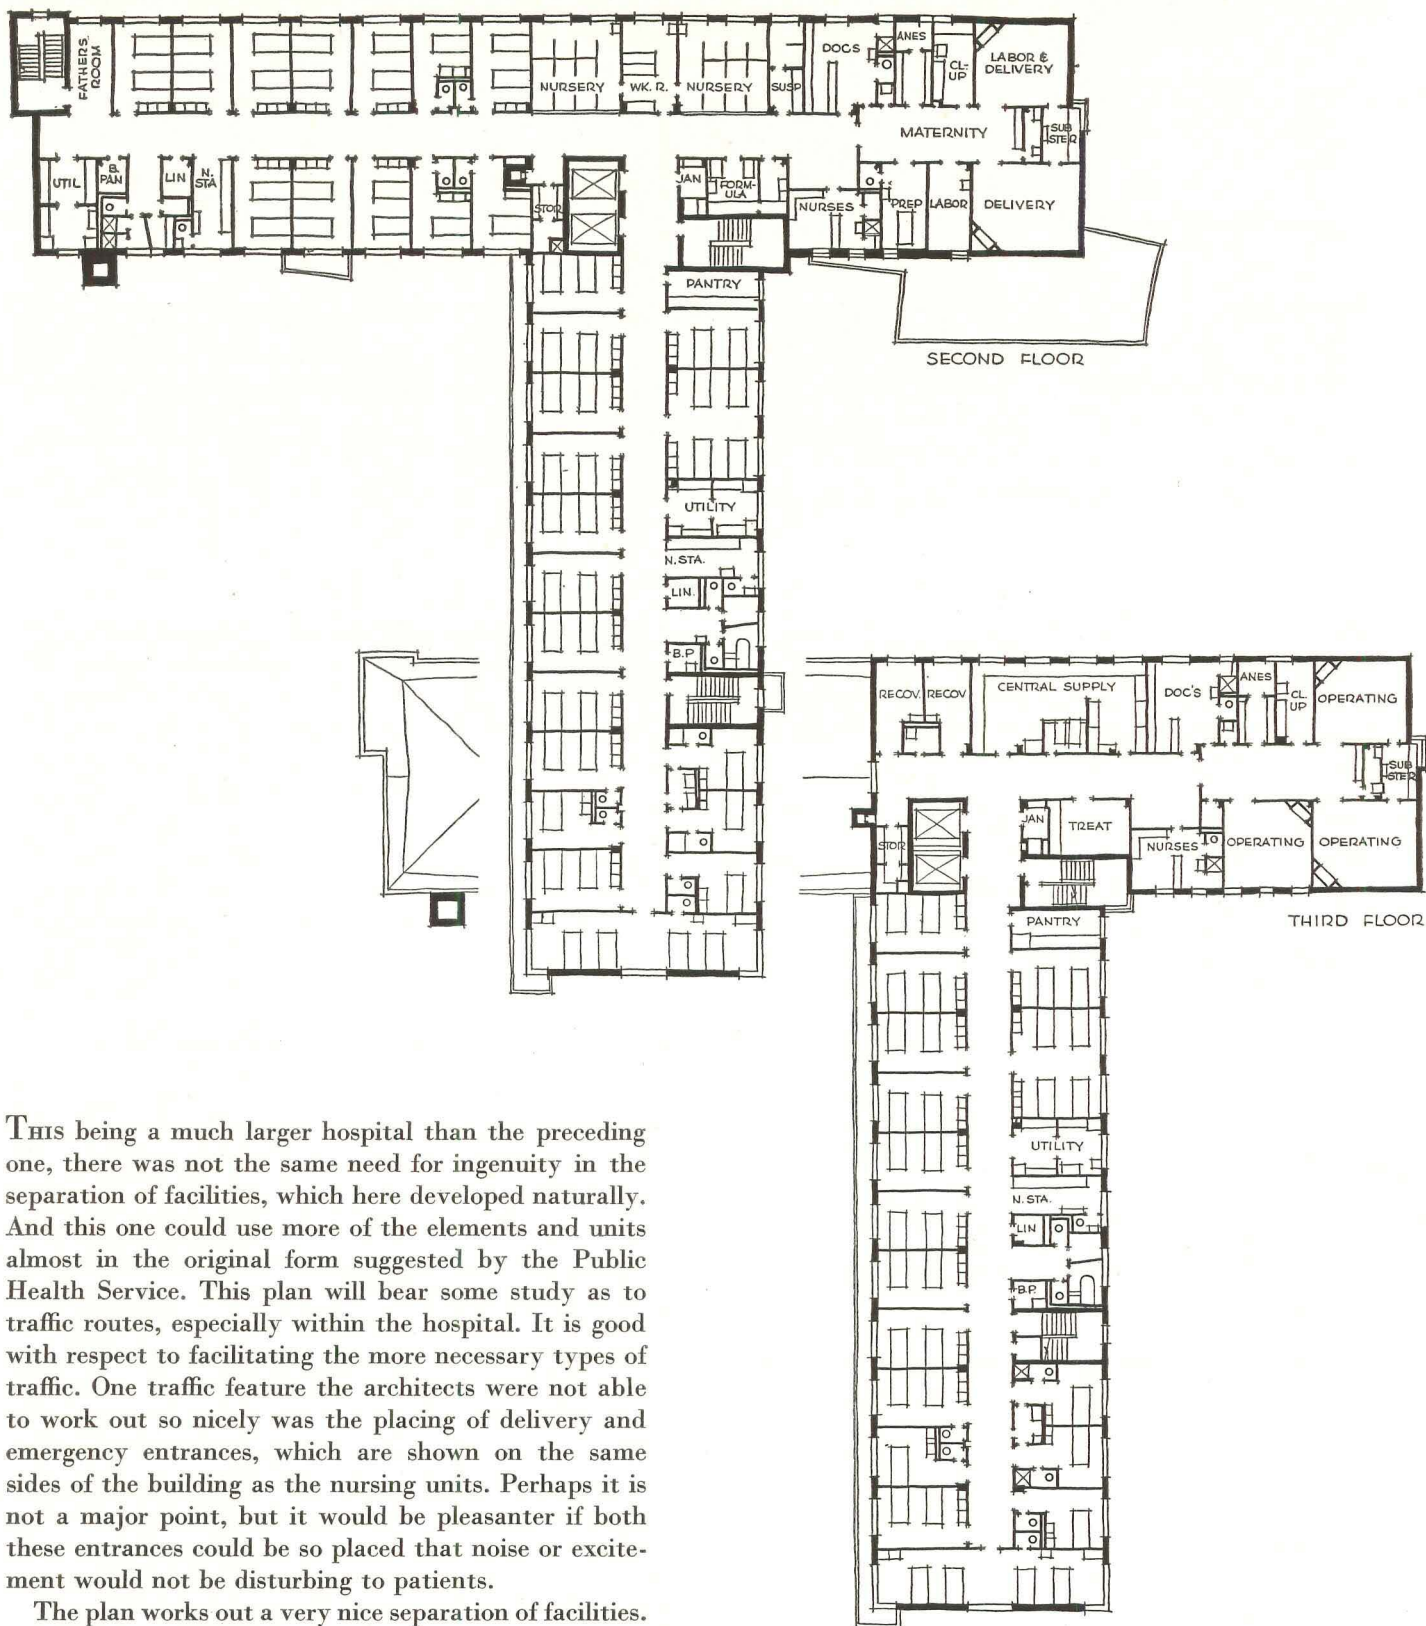 FATHERS. ROOM
NURSERY
WK. R.
NURSERY
SUSP
DOCS
ANES
CL-UP
LABOR & DELIVERY
MATERNITY
SUB STER
UTIL
B. PAN
LIN
N. STA
STOR
JAN
FORM-ULA
NURSES
PREP
LABOR
DELIVERY
PANTRY
SECOND FLOOR
UTILITY
N. STA.
LIN.
B.P.
RECOV.
RECOV
CENTRAL SUPPLY
DOC'S
ANES
CL. UP
OPERATING
SUB STER
STOR
JAN
TREAT
NURSES
OPERATING
OPERATING
PANTRY
THIRD FLOOR
UTILITY
N. STA.
LIN
B.P.
THIS being a much larger hospital than the preceding
one, there was not the same need for ingenuity in the
separation of facilities, which here developed naturally.
And this one could use more of the elements and units
almost in the original form suggested by the Public
Health Service. This plan will bear some study as to
traffic routes, especially within the hospital. It is good
with respect to facilitating the more necessary types of
traffic. One traffic feature the architects were not able
to work out so nicely was the placing of delivery and
emergency entrances, which are shown on the same
sides of the building as the nursing units. Perhaps it is
not a major point, but it would be pleasanter if both
these entrances could be so placed that noise or excite-
ment would not be disturbing to patients.
The plan works out a very nice separation of facilities.